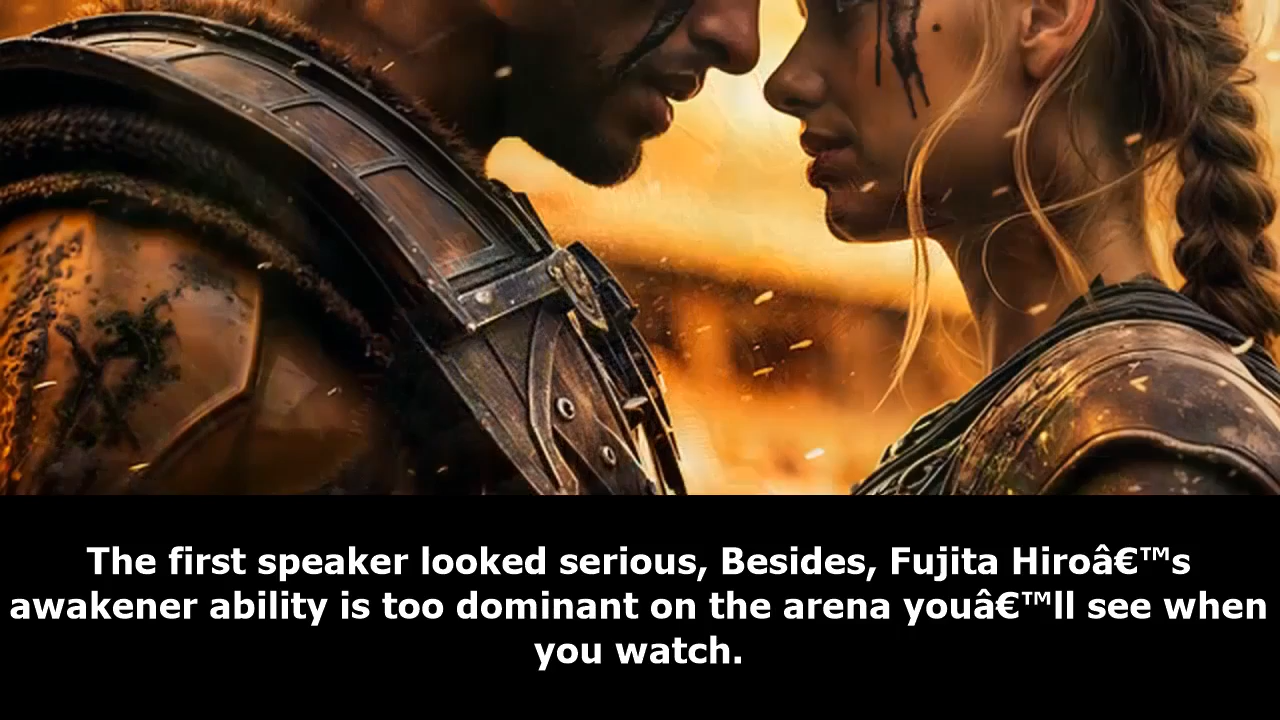 The first speaker looked serious, Besides, Fujita Hiroâ€™s
awakener ability is too dominant on the arena youâ€™ll see when
you watch.